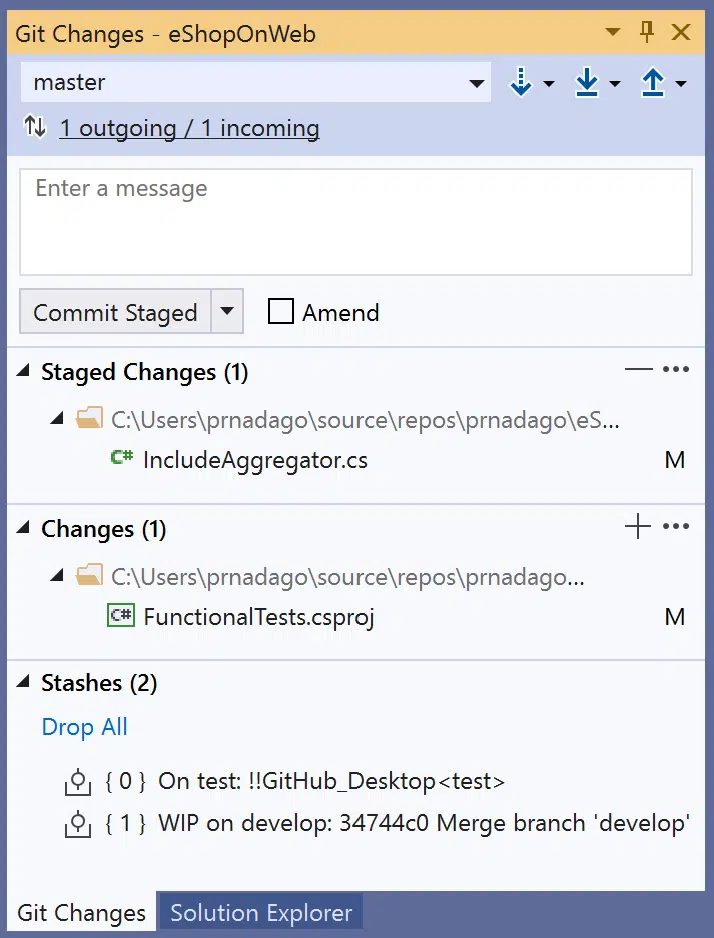 Git Changes - eShopOnWeb
master
1 outgoing / 1 incoming
Enter a message
Commit Staged Amend
Staged Changes (1)
C:\Users\prnadago\source\repos\prnadago\eS...
C# IncludeAggregator.cs M
Changes (1)
C:\Users\prnadago\source\repos\prnadago...
C# FunctionalTests.csproj M
Stashes (2)
Drop All
{ 0 } On test: !!GitHub_Desktop<test>
{ 1 } WIP on develop: 34744c0 Merge branch 'develop'
Git Changes Solution Explorer